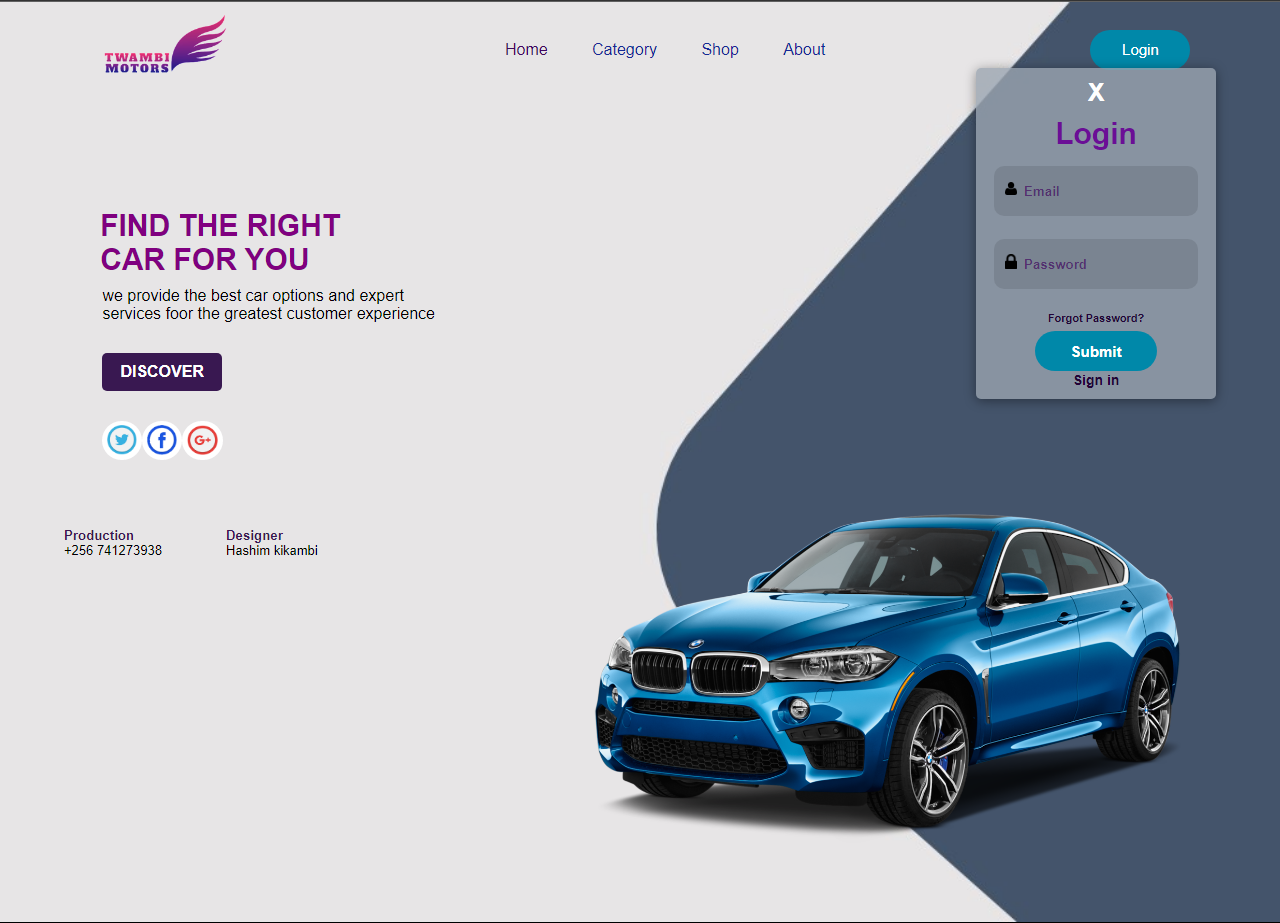 TWAMBI
MOTORS
Home Category Shop About
Login
X
Login
Email
Password
Forgot Password?
Submit
Sign in
FIND THE RIGHT
CAR FOR YOU
we provide the best car options and expert
services foor the greatest customer experience
DISCOVER
f
G+
Production
+256 741273938
Designer
Hashim kikambi